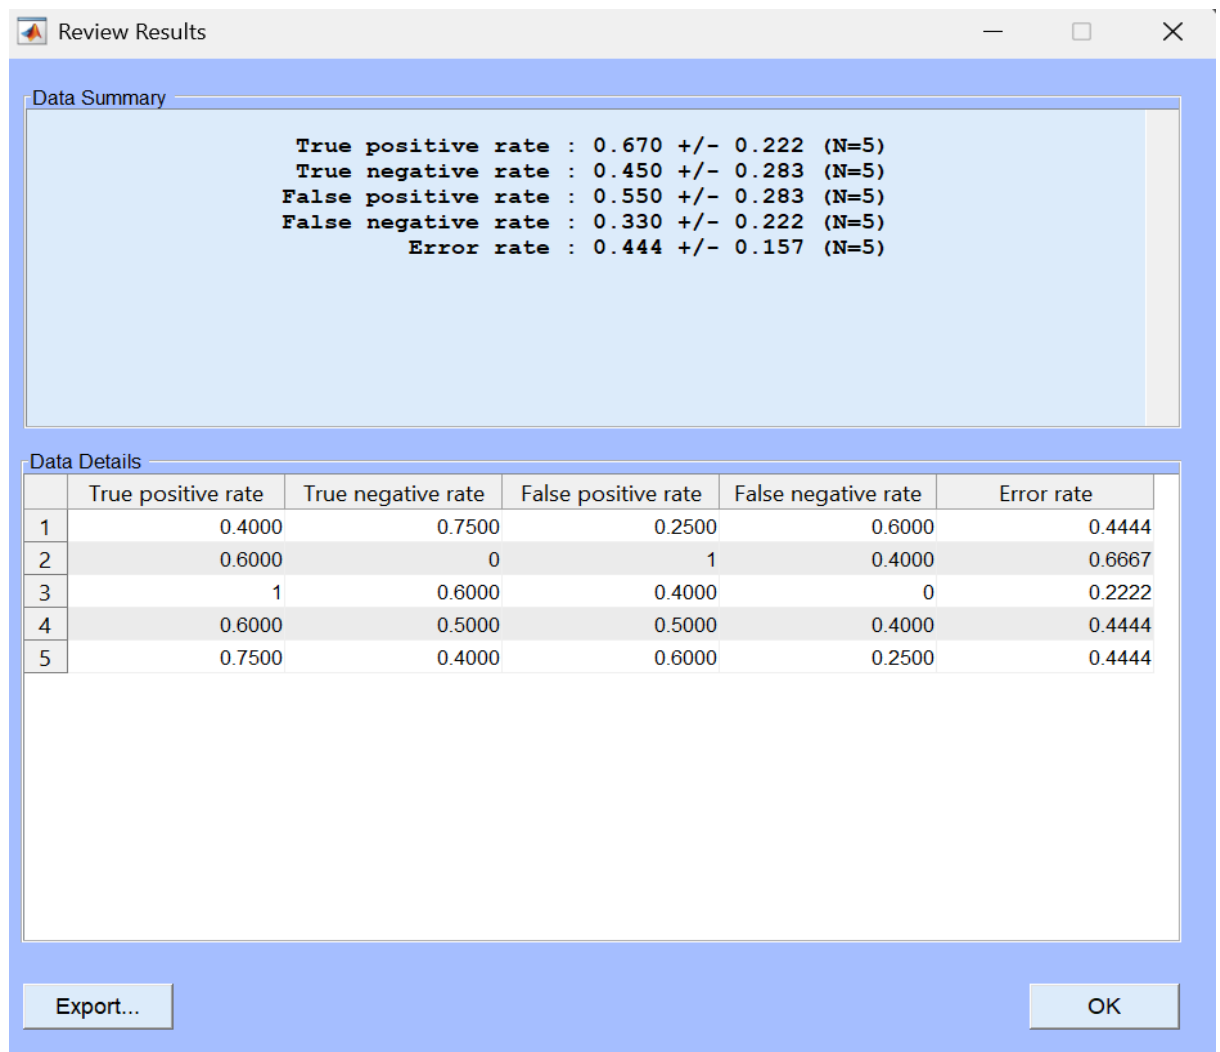 Review Results
Data Summary
True positive rate : 0.670 +/- 0.222 (N=5)
True negative rate : 0.450 +/- 0.283 (N=5)
False positive rate : 0.550 +/- 0.283 (N=5)
False negative rate : 0.330 +/- 0.222 (N=5)
Error rate : 0.444 +/- 0.157 (N=5)
Data Details
True positive rate True negative rate False positive rate False negative rate Error rate
1 0.4000 0.7500 0.2500 0.6000 0.4444
2 0.6000 0 1 0.4000 0.6667
3 1 0.6000 0.4000 0 0.2222
4 0.6000 0.5000 0.5000 0.4000 0.4444
5 0.7500 0.4000 0.6000 0.2500 0.4444
Export... OK